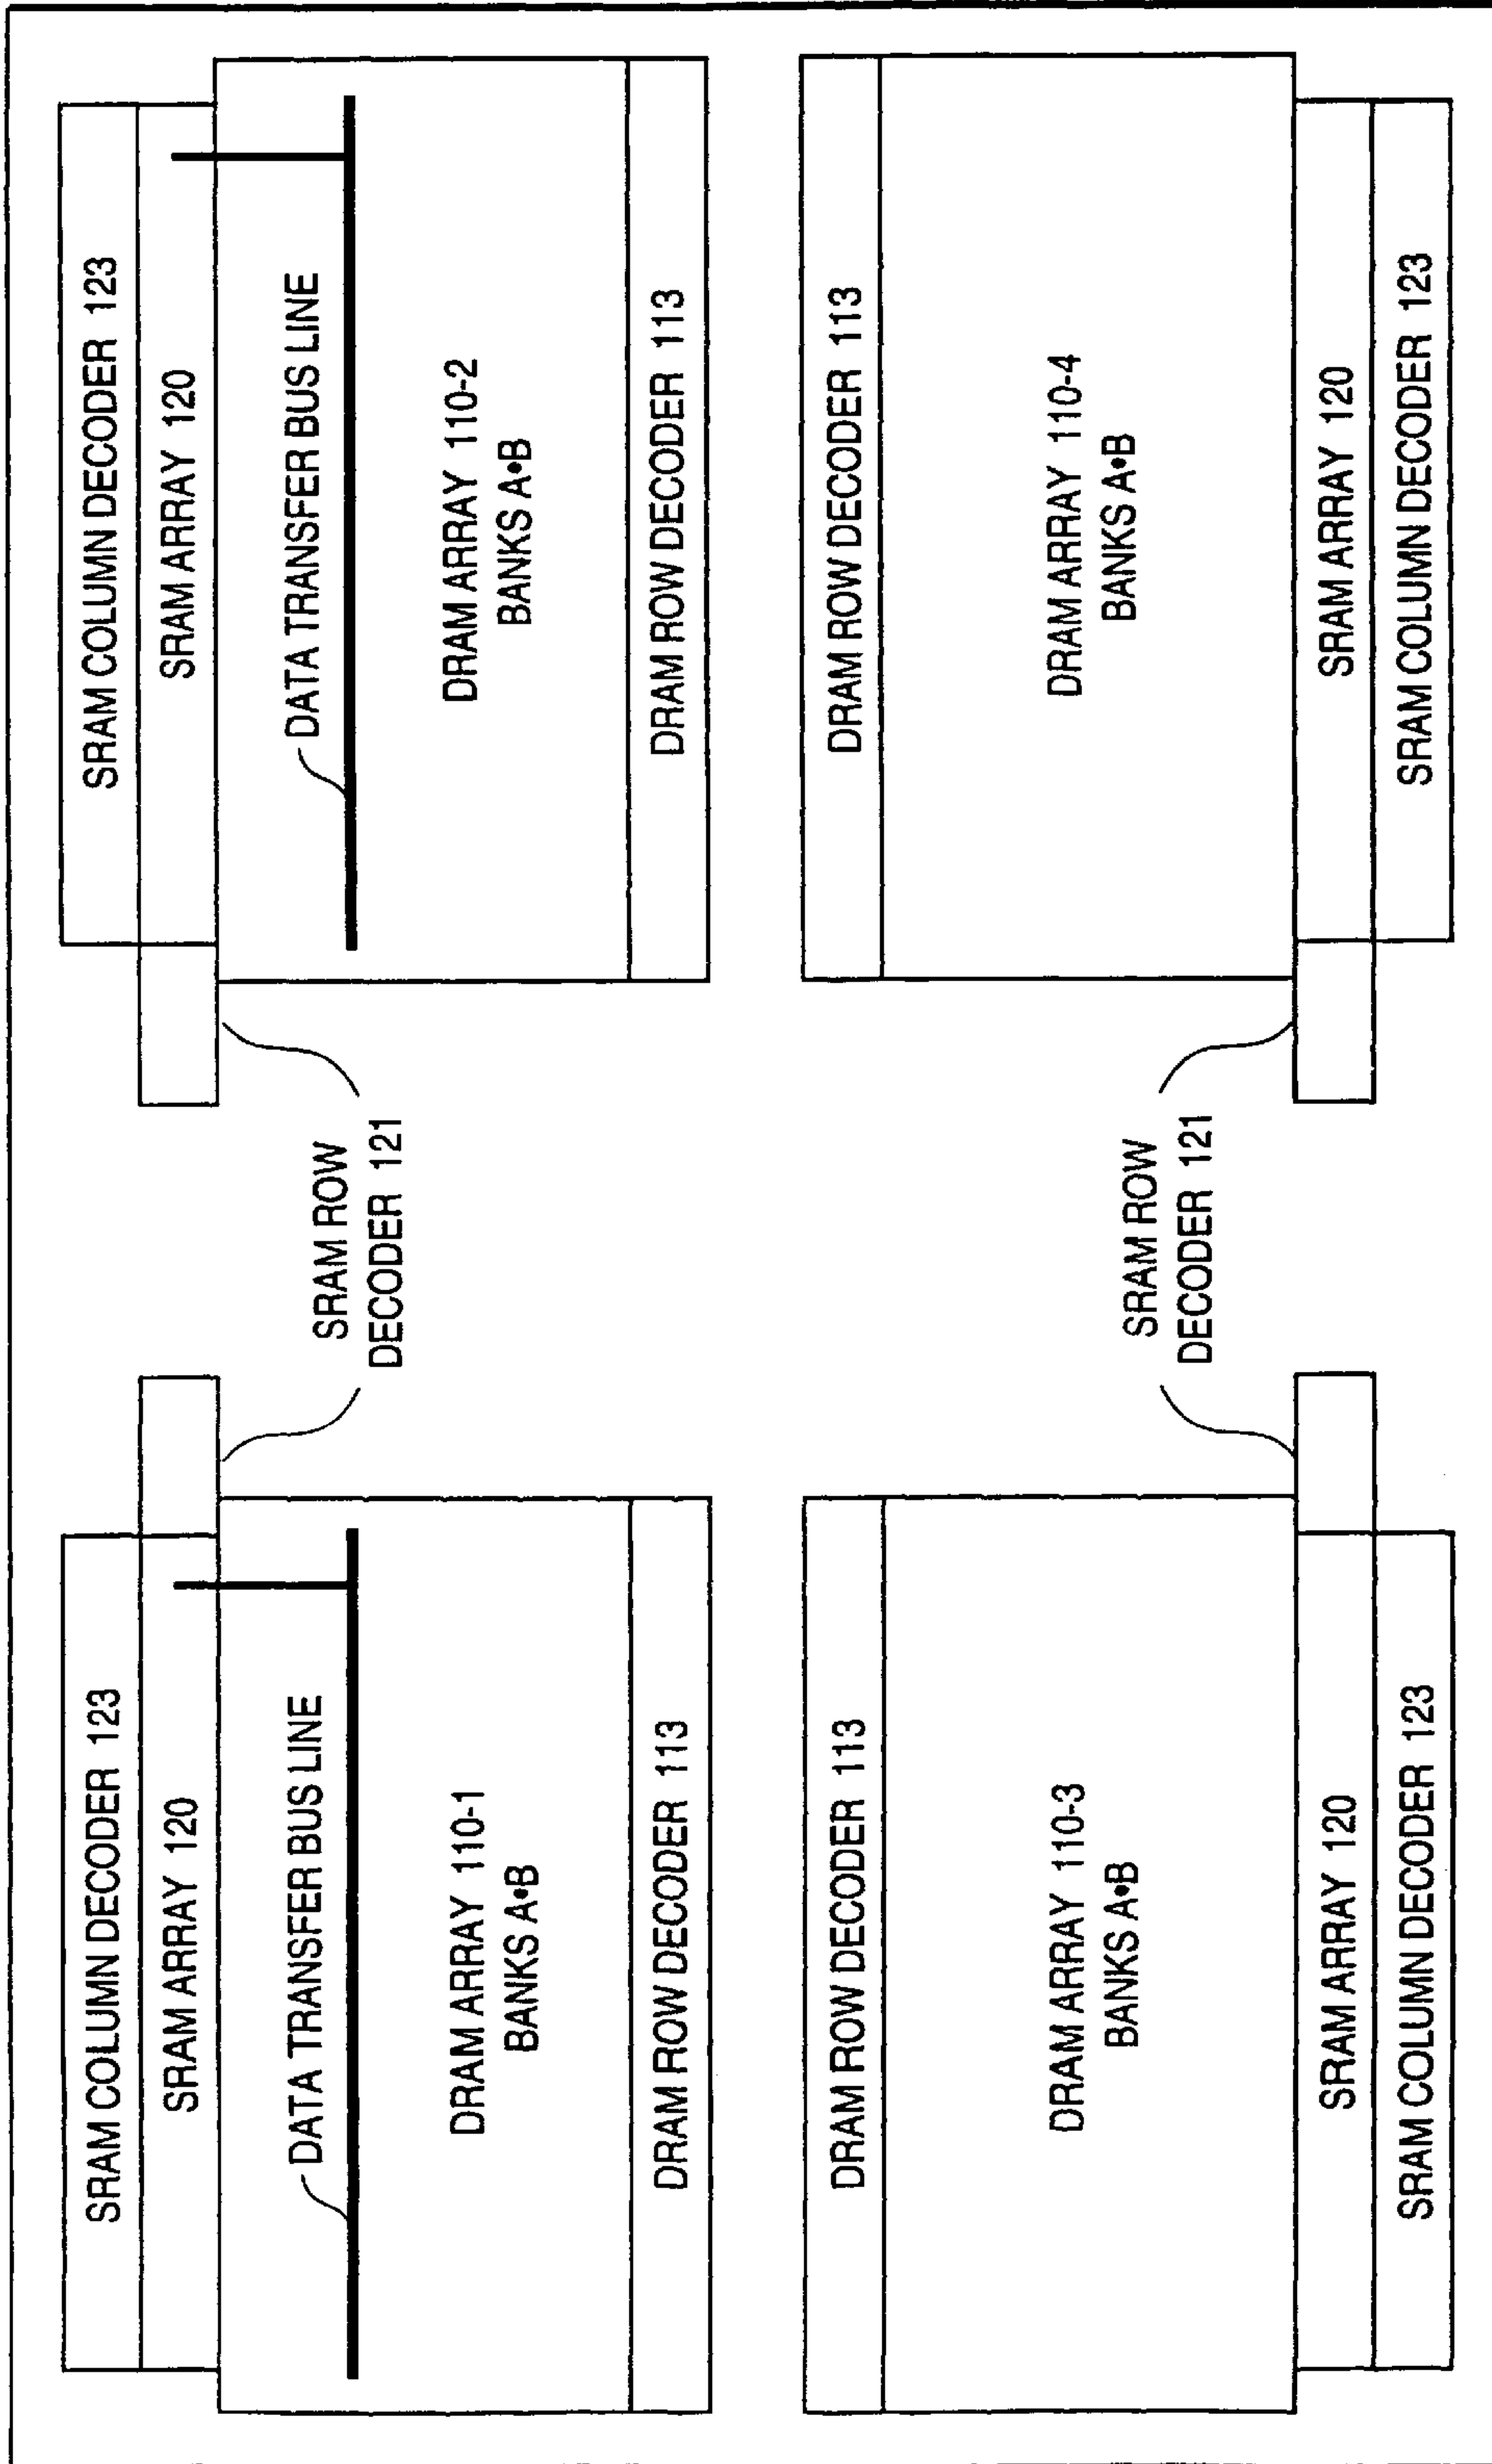 SRAM COLUMN DECODER 123
SRAM ARRAY 120
DATA TRANSFER BUS LINE
DRAM ARRAY 110-1
BANKS A•B
DRAM ROW DECODER 113
SRAM ROW
DECODER 121
SRAM COLUMN DECODER 123
SRAM ARRAY 120
DATA TRANSFER BUS LINE
DRAM ARRAY 110-2
BANKS A•B
DRAM ROW DECODER 113
DRAM ROW DECODER 113
DRAM ARRAY 110-3
BANKS A•B
SRAM ARRAY 120
SRAM COLUMN DECODER 123
SRAM ROW
DECODER 121
DRAM ROW DECODER 113
DRAM ARRAY 110-4
BANKS A•B
SRAM ARRAY 120
SRAM COLUMN DECODER 123